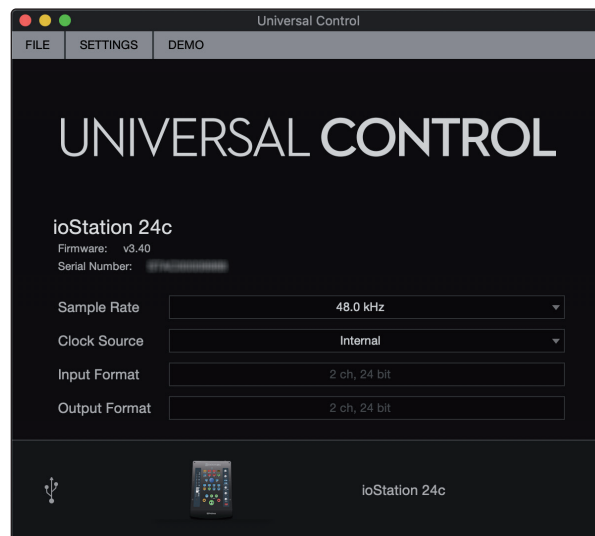 Universal Control
FILE SETTINGS DEMO
UNIVERSAL CONTROL
ioStation 24c
Firmware: v3.40
Serial Number:
Sample Rate 48.0 kHz
Clock Source Internal
Input Format 2 ch, 24 bit
Output Format 2 ch, 24 bit
ioStation 24c